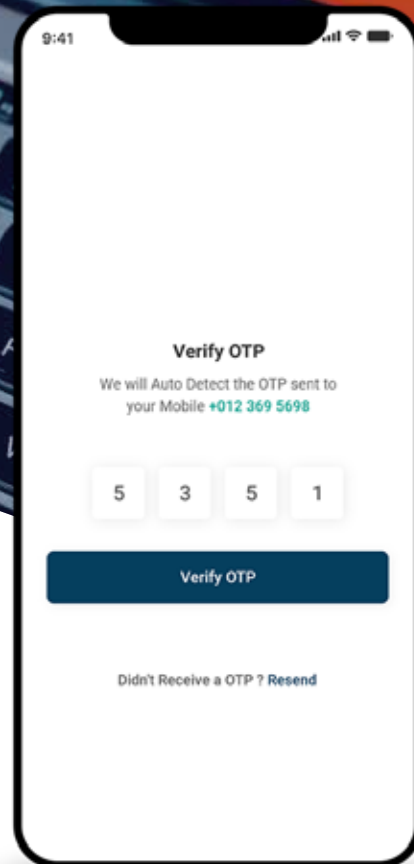 9:41
Verify OTP
We will Auto Detect the OTP sent to
your Mobile +012 369 5698
5 3 5 1
Verify OTP
Didn't Receive a OTP ? Resend